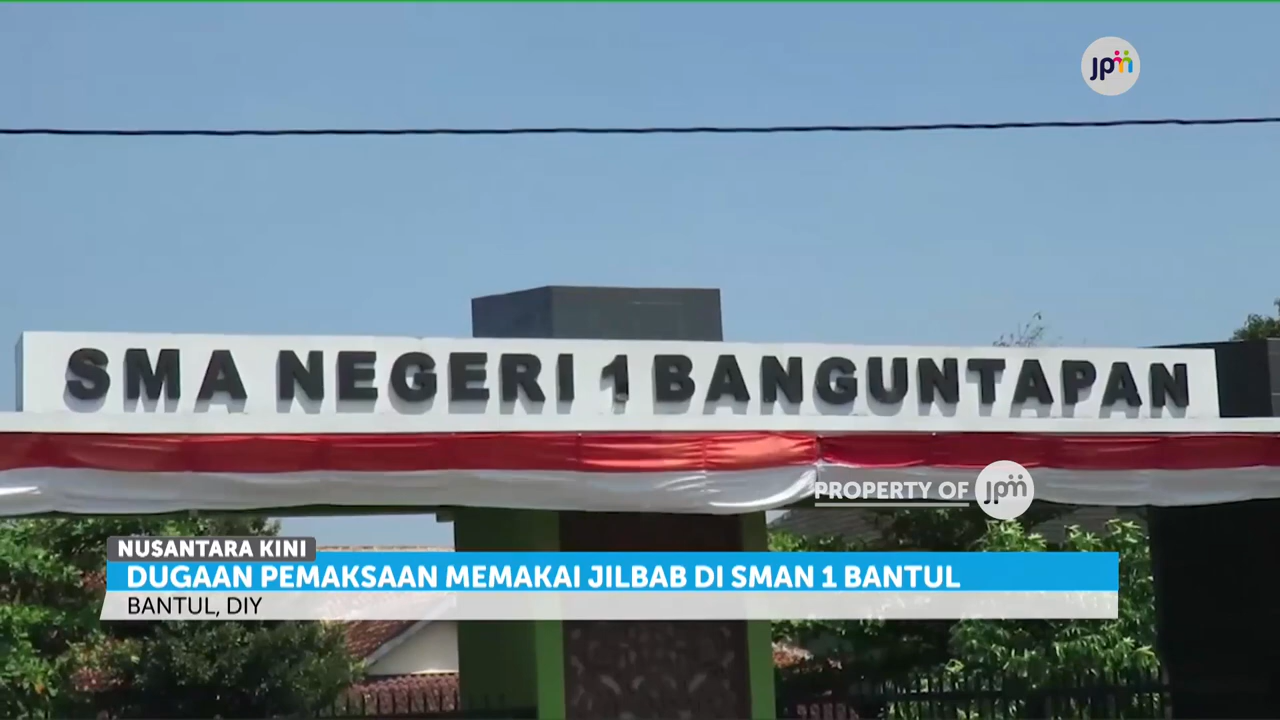 jpm
SMA NEGERI 1 BANGUNTAPAN
PROPERTY OF jpm
NUSANTARA KINI
DUGAAN PEMAKSAAN MEMAKAI JILBAB DI SMAN 1 BANTUL
BANTUL, DIY